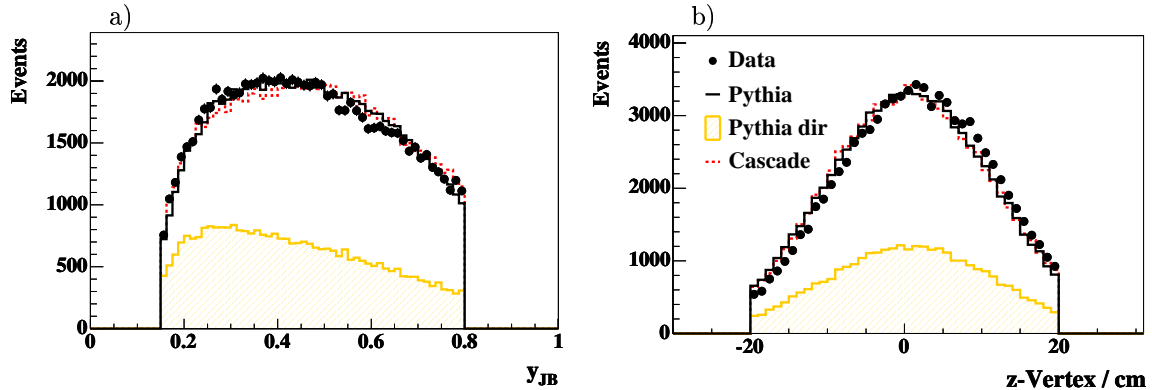 a)
Events
2000
1500
1000
500
0
0 0.2 0.4 0.6 0.8 1
y_JB
b)
Events
4000
3000
2000
1000
0
-20 0 20
z-Vertex / cm
Data
Pythia
Pythia dir
Cascade